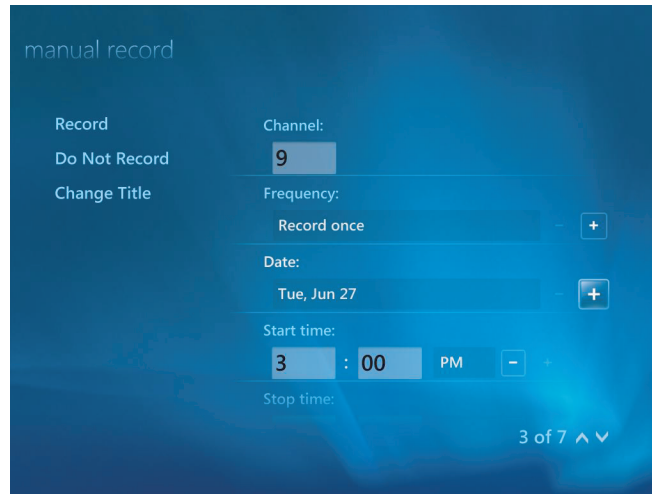 manual record
Record
Do Not Record
Change Title
Channel:
9
Frequency:
Record once - +
Date:
Tue, Jun 27 - +
Start time:
3 : 00 PM - +
Stop time:
3 of 7